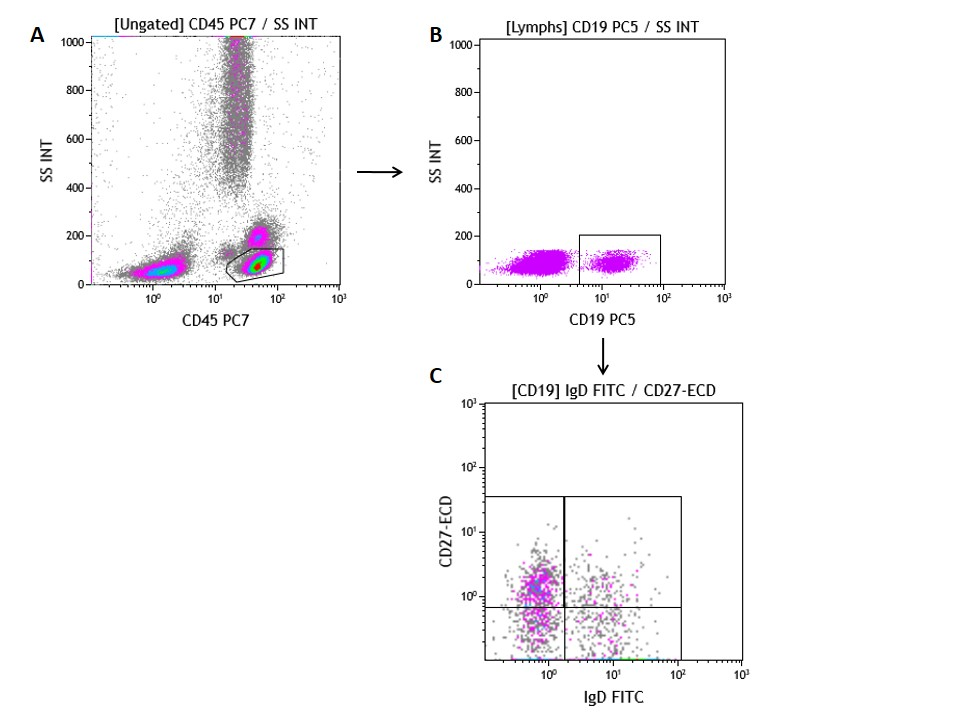 A
[Ungated] CD45 PC7 / SS INT
1000
800
600
400
200
0
SS INT
10⁰
10¹
10²
10³
CD45 PC7
B
[Lymphs] CD19 PC5 / SS INT
1000
800
600
400
200
0
SS INT
10⁰
10¹
10²
10³
CD19 PC5
C
[CD19] IgD FITC / CD27-ECD
10³
10²
10¹
10⁰
CD27-ECD
10⁰
10¹
10²
10³
IgD FITC